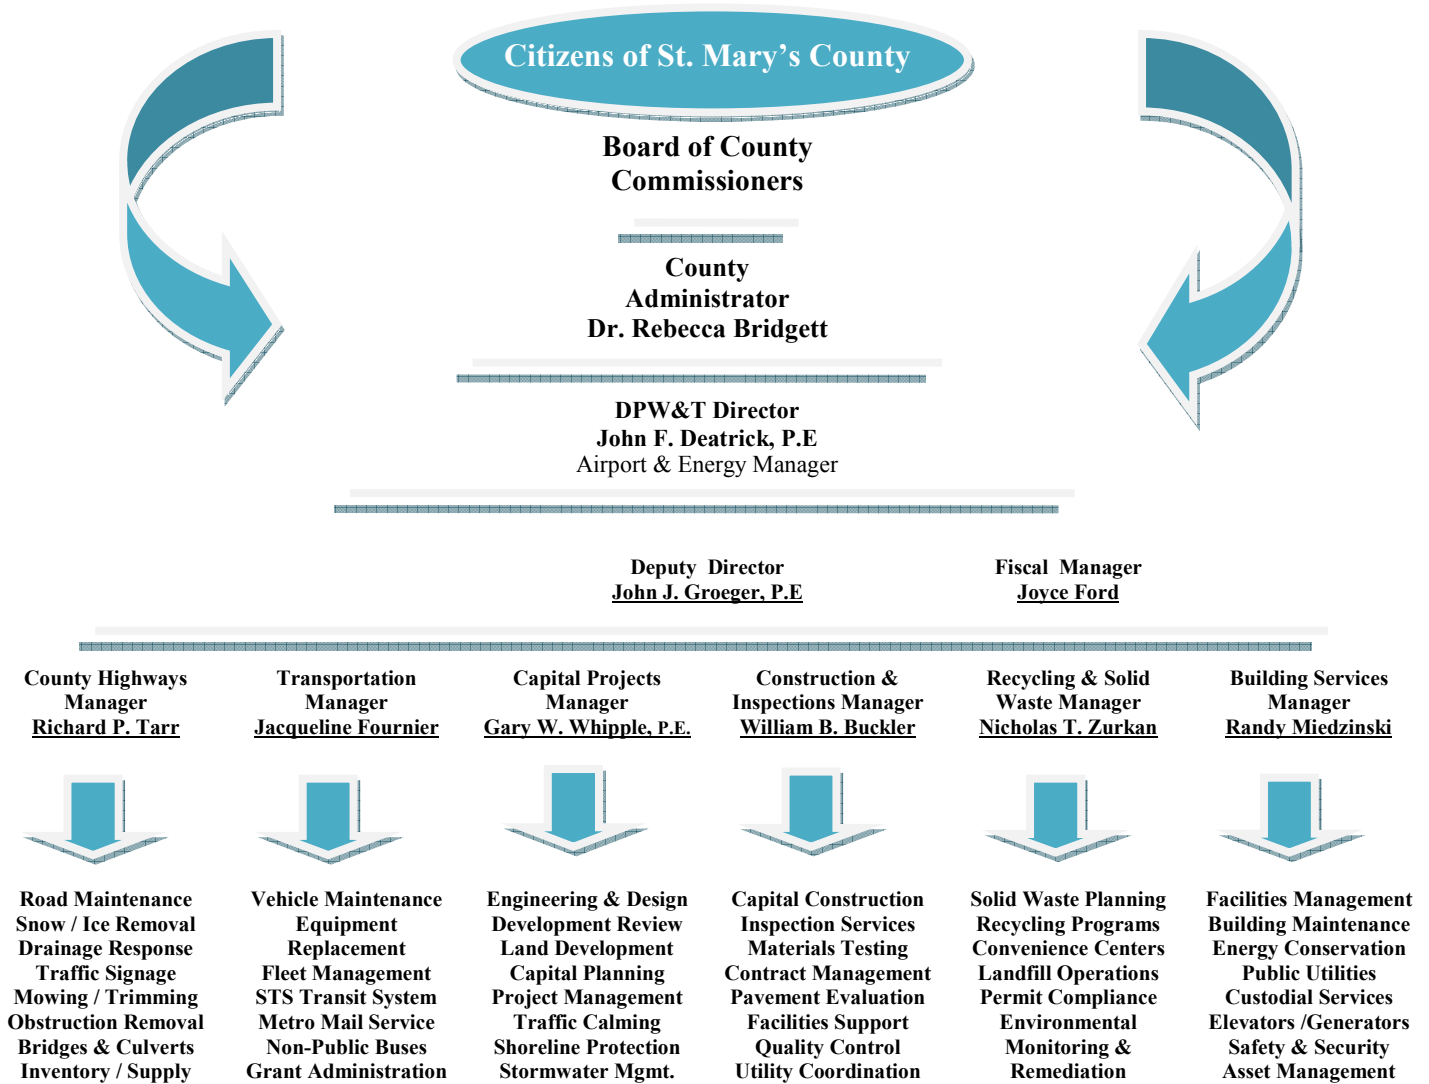 Citizens of St. Mary's County
Board of County
Commissioners
County
Administrator
Dr. Rebecca Bridgett
DPW&T Director
John F. Deatrick, P.E
Airport & Energy Manager
Deputy Director
John J. Groeger, P.E
Fiscal Manager
Joyce Ford
County Highways
Manager
Richard P. Tarr
Transportation
Manager
Jacqueline Fournier
Capital Projects
Manager
Gary W. Whipple, P.E.
Construction &
Inspections Manager
William B. Buckler
Recycling & Solid
Waste Manager
Nicholas T. Zurkan
Building Services
Manager
Randy Miedzinski
Road Maintenance
Snow / Ice Removal
Drainage Response
Traffic Signage
Mowing / Trimming
Obstruction Removal
Bridges & Culverts
Inventory / Supply
Vehicle Maintenance
Equipment
Replacement
Fleet Management
STS Transit System
Metro Mail Service
Non-Public Buses
Grant Administration
Engineering & Design
Development Review
Land Development
Capital Planning
Project Management
Traffic Calming
Shoreline Protection
Stormwater Mgmt.
Capital Construction
Inspection Services
Materials Testing
Contract Management
Pavement Evaluation
Facilities Support
Quality Control
Utility Coordination
Solid Waste Planning
Recycling Programs
Convenience Centers
Landfill Operations
Permit Compliance
Environmental
Monitoring &
Remediation
Facilities Management
Building Maintenance
Energy Conservation
Public Utilities
Custodial Services
Elevators /Generators
Safety & Security
Asset Management